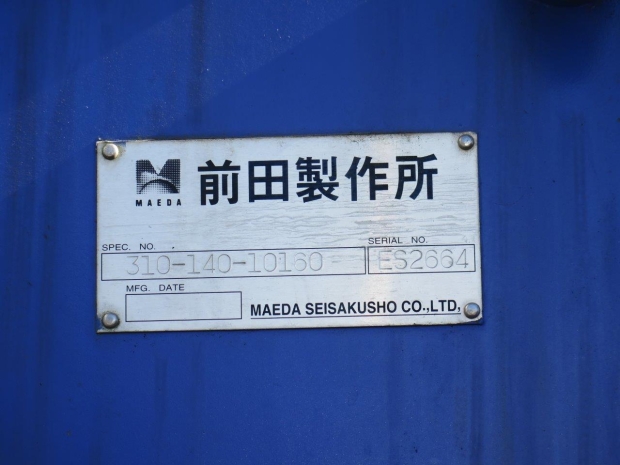 前田製作所
MAEDA
SPEC. NO.
310-140-10160
SERIAL NO.
ES2664
MFG. DATE
MAEDA SEISAKUSHO CO.,LTD,